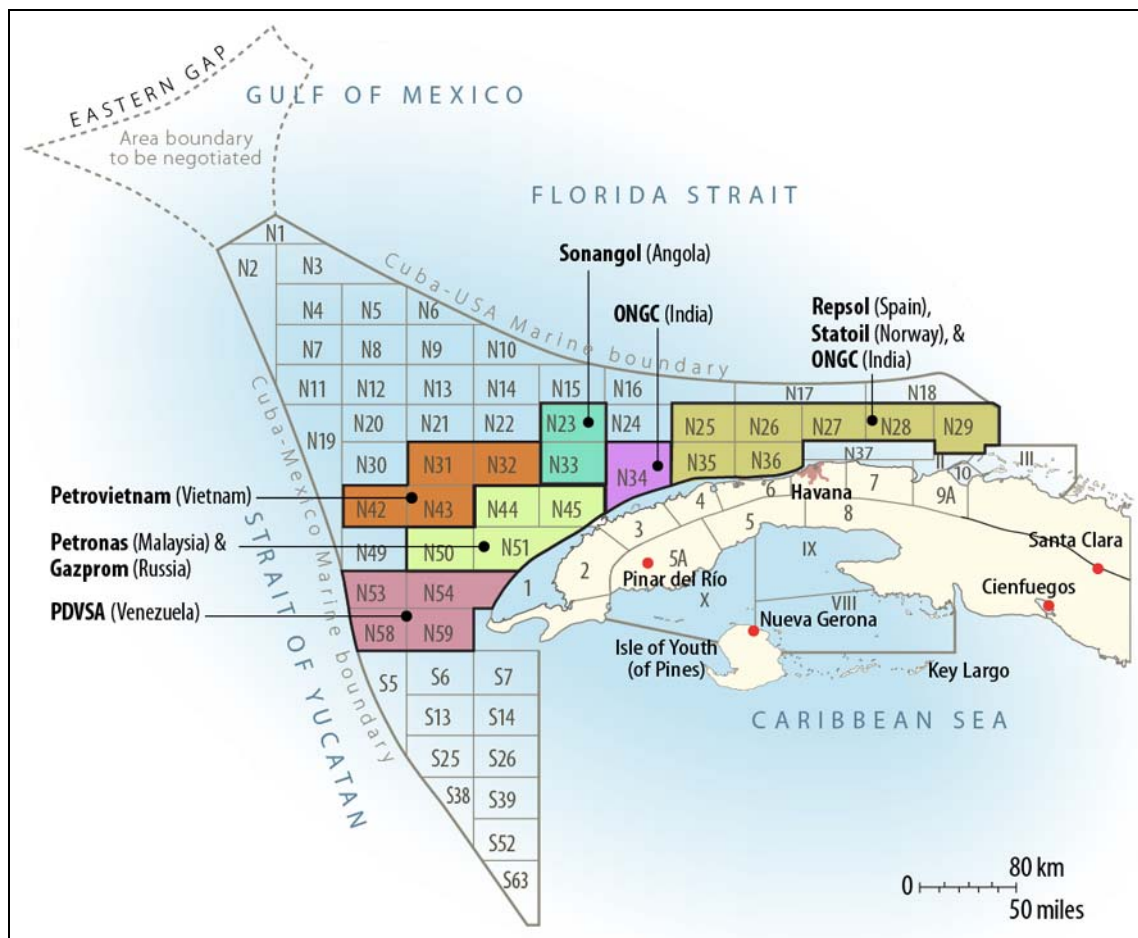 EASTERN GAP
GULF OF MEXICO
Area boundary
to be negotiated
FLORIDA STRAIT
N1
N2
N3
Cuba-USA Marine boundary
Sonangol (Angola)
ONGC (India)
Repsol (Spain),
Statoil (Norway), &
ONGC (India)
N4 N5 N6
N7 N8 N9 N10
N11 N12 N13 N14 N15 N16 N17 N18
N19 N20 N21 N22 N23 N24 N25 N26 N27 N28 N29
N30 N31 N32 N33 N34 N35 N36 N37 II 10 III
Petrovietnam (Vietnam)
N42 N43 N44 N45
4 6 Havana 7 9A
Petronas (Malaysia) &
Gazprom (Russia)
N49 N50 N51
3 5 8
2 5A IX
Santa Clara
Pinar del Río
Cienfuegos
N53 N54 1 X VIII
PDVSA (Venezuela)
N58 N59
Nueva Gerona
Isle of Youth
(of Pines)
Key Largo
Cuba-Mexico Marine boundary
STRAIT OF YUCATAN
CARIBBEAN SEA
S5 S6 S7
S13 S14
S25 S26
S38 S39
S52
S63
80 km
0
50 miles